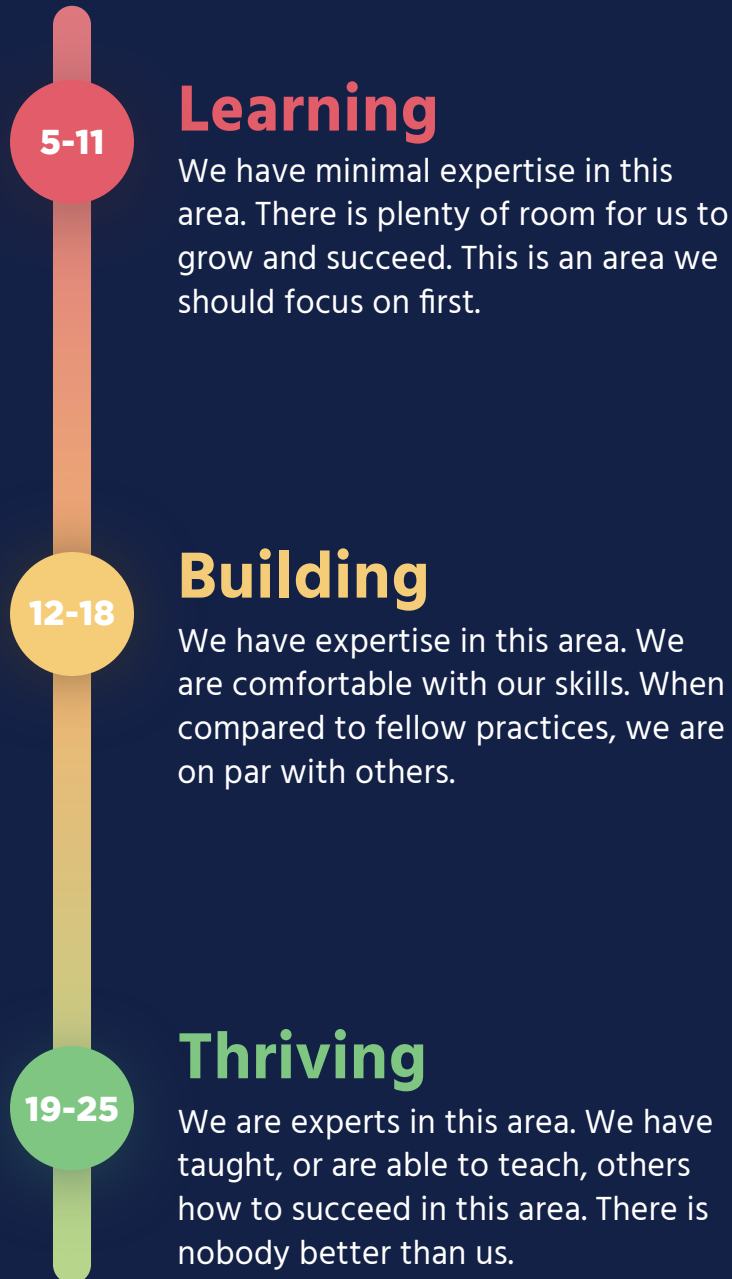 5-11
Learning
We have minimal expertise in this
area. There is plenty of room for us to
grow and succeed. This is an area we
should focus on first.
12-18
Building
We have expertise in this area. We
are comfortable with our skills. When
compared to fellow practices, we are
on par with others.
19-25
Thriving
We are experts in this area. We have
taught, or are able to teach, others
how to succeed in this area. There is
nobody better than us.